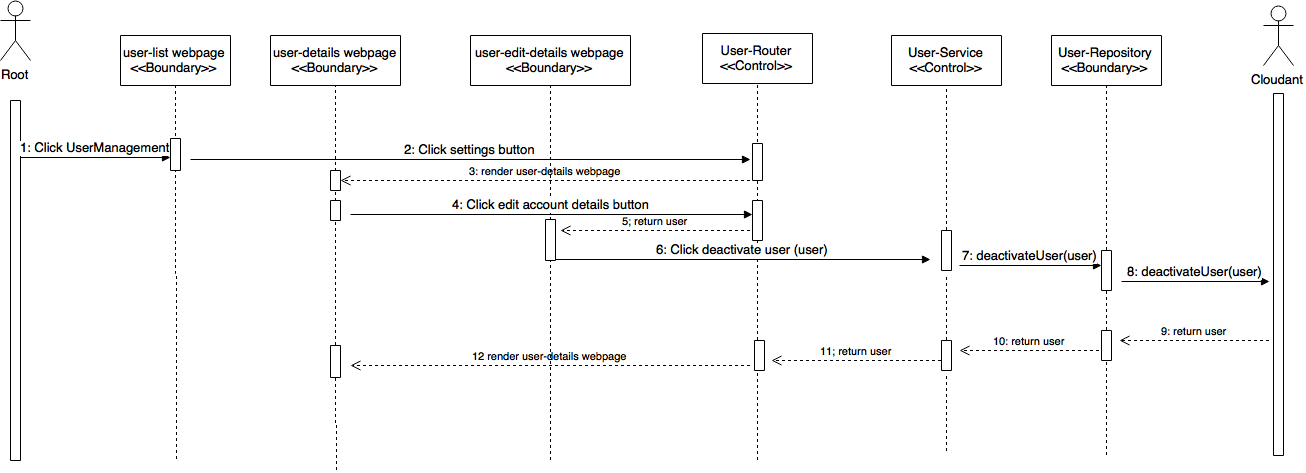 Root
user-list webpage
<<Boundary>>
user-details webpage
<<Boundary>>
user-edit-details webpage
<<Boundary>>
User-Router
<<Control>>
User-Service
<<Control>>
User-Repository
<<Boundary>>
Cloudant
1: Click UserManagement
2: Click settings button
3: render user-details webpage
4: Click edit account details button
5; return user
6: Click deactivate user (user)
7: deactivateUser(user)
8: deactivateUser(user)
9: return user
10: return user
11; return user
12 render user-details webpage